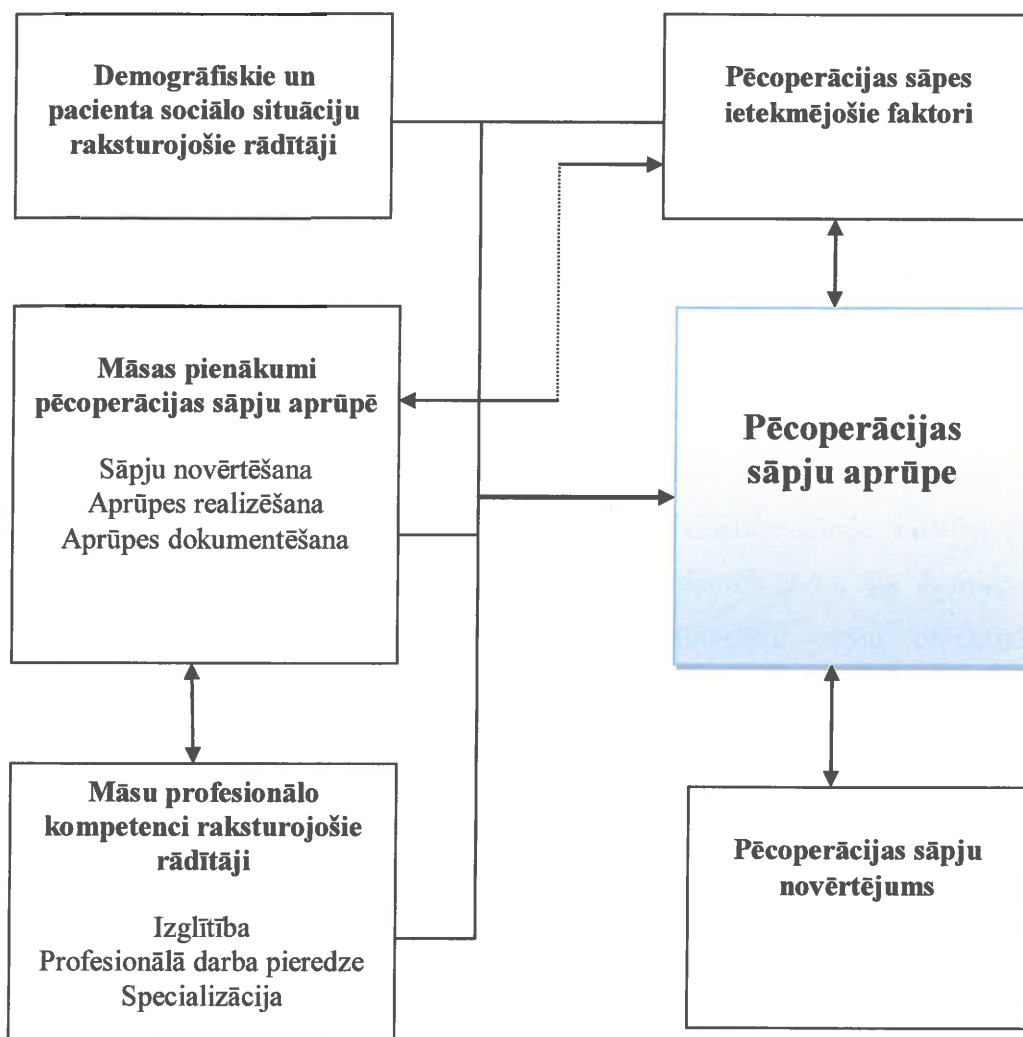 Demogrāfiskie un
pacienta sociālo situāciju
raksturojošie rādītāji
Pēcoperācijas sāpes
ietekmējošie faktori
Māsas pienākumi
pēcoperācijas sāpju aprūpē
Sāpju novērtēšana
Aprūpes realizēšana
Aprūpes dokumentēšana
Pēcoperācijas
sāpju aprūpe
Māsu profesionālo
kompetenci raksturojošie
rādītāji
Izglītība
Profesionālā darba pieredze
Specializācija
Pēcoperācijas sāpju
novērtējums